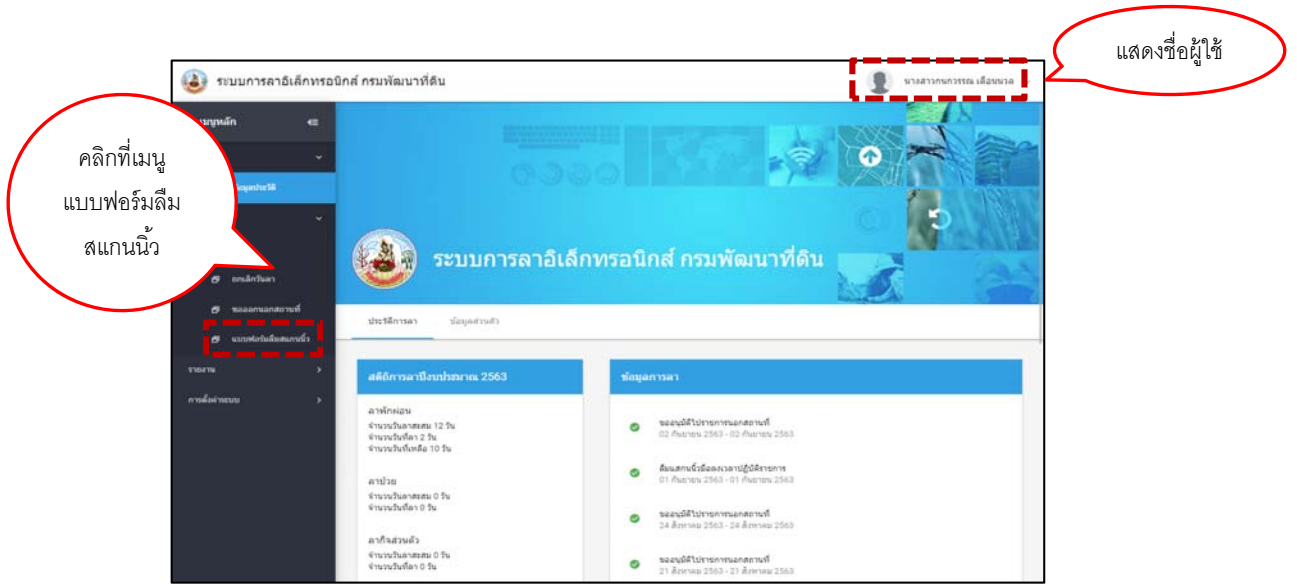 แสดงชื่อผู้ใช้
ระบบการลาอิเล็กทรอนิกส์ กรมพัฒนาที่ดิน
นางสาวกนกวรรณ เดือนนวล
คลิกที่เมนู
แบบฟอร์มลืม
สแกนนิ้ว
ระบบการลาอิเล็กทรอนิกส์ กรมพัฒนาที่ดิน
ยกเลิกวันลา
ขอออกนอกสถานที่
แบบฟอร์มลืมสแกนนิ้ว
รายงาน
การตั้งค่าระบบ
ประวัติการลา
ข้อมูลส่วนตัว
สถิติการลาปีงบประมาณ 2563
ลาพักผ่อน
จำนวนวันลาสะสม 12 วัน
จำนวนวันที่ลา 2 วัน
จำนวนวันที่เหลือ 10 วัน
ลาป่วย
จำนวนวันลาสะสม 0 วัน
จำนวนวันที่ลา 0 วัน
ลากิจส่วนตัว
จำนวนวันลาสะสม 0 วัน
จำนวนวันที่ลา 0 วัน
ข้อมูลการลา
ขออนุมัติไปราชการนอกสถานที่
02 กันยายน 2563 - 02 กันยายน 2563
ลืมสแกนนิ้วมือลงเวลาปฏิบัติราชการ
01 กันยายน 2563 - 01 กันยายน 2563
ขออนุมัติไปราชการนอกสถานที่
24 สิงหาคม 2563 - 24 สิงหาคม 2563
ขออนุมัติไปราชการนอกสถานที่
21 สิงหาคม 2563 - 21 สิงหาคม 2563